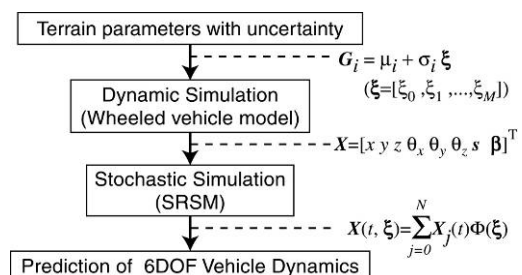 Terrain parameters with uncertainty
G_i = μ_i + σ_i ξ
(ξ=[ξ_0 ,ξ_1 ,...,ξ_M])
Dynamic Simulation
(Wheeled vehicle model)
X=[x y z θ_x θ_y θ_z s β]^T
Stochastic Simulation
(SRSM)
X(t, ξ)=∑_{j=0}^{N} X_j(t)Φ(ξ)
Prediction of 6DOF Vehicle Dynamics